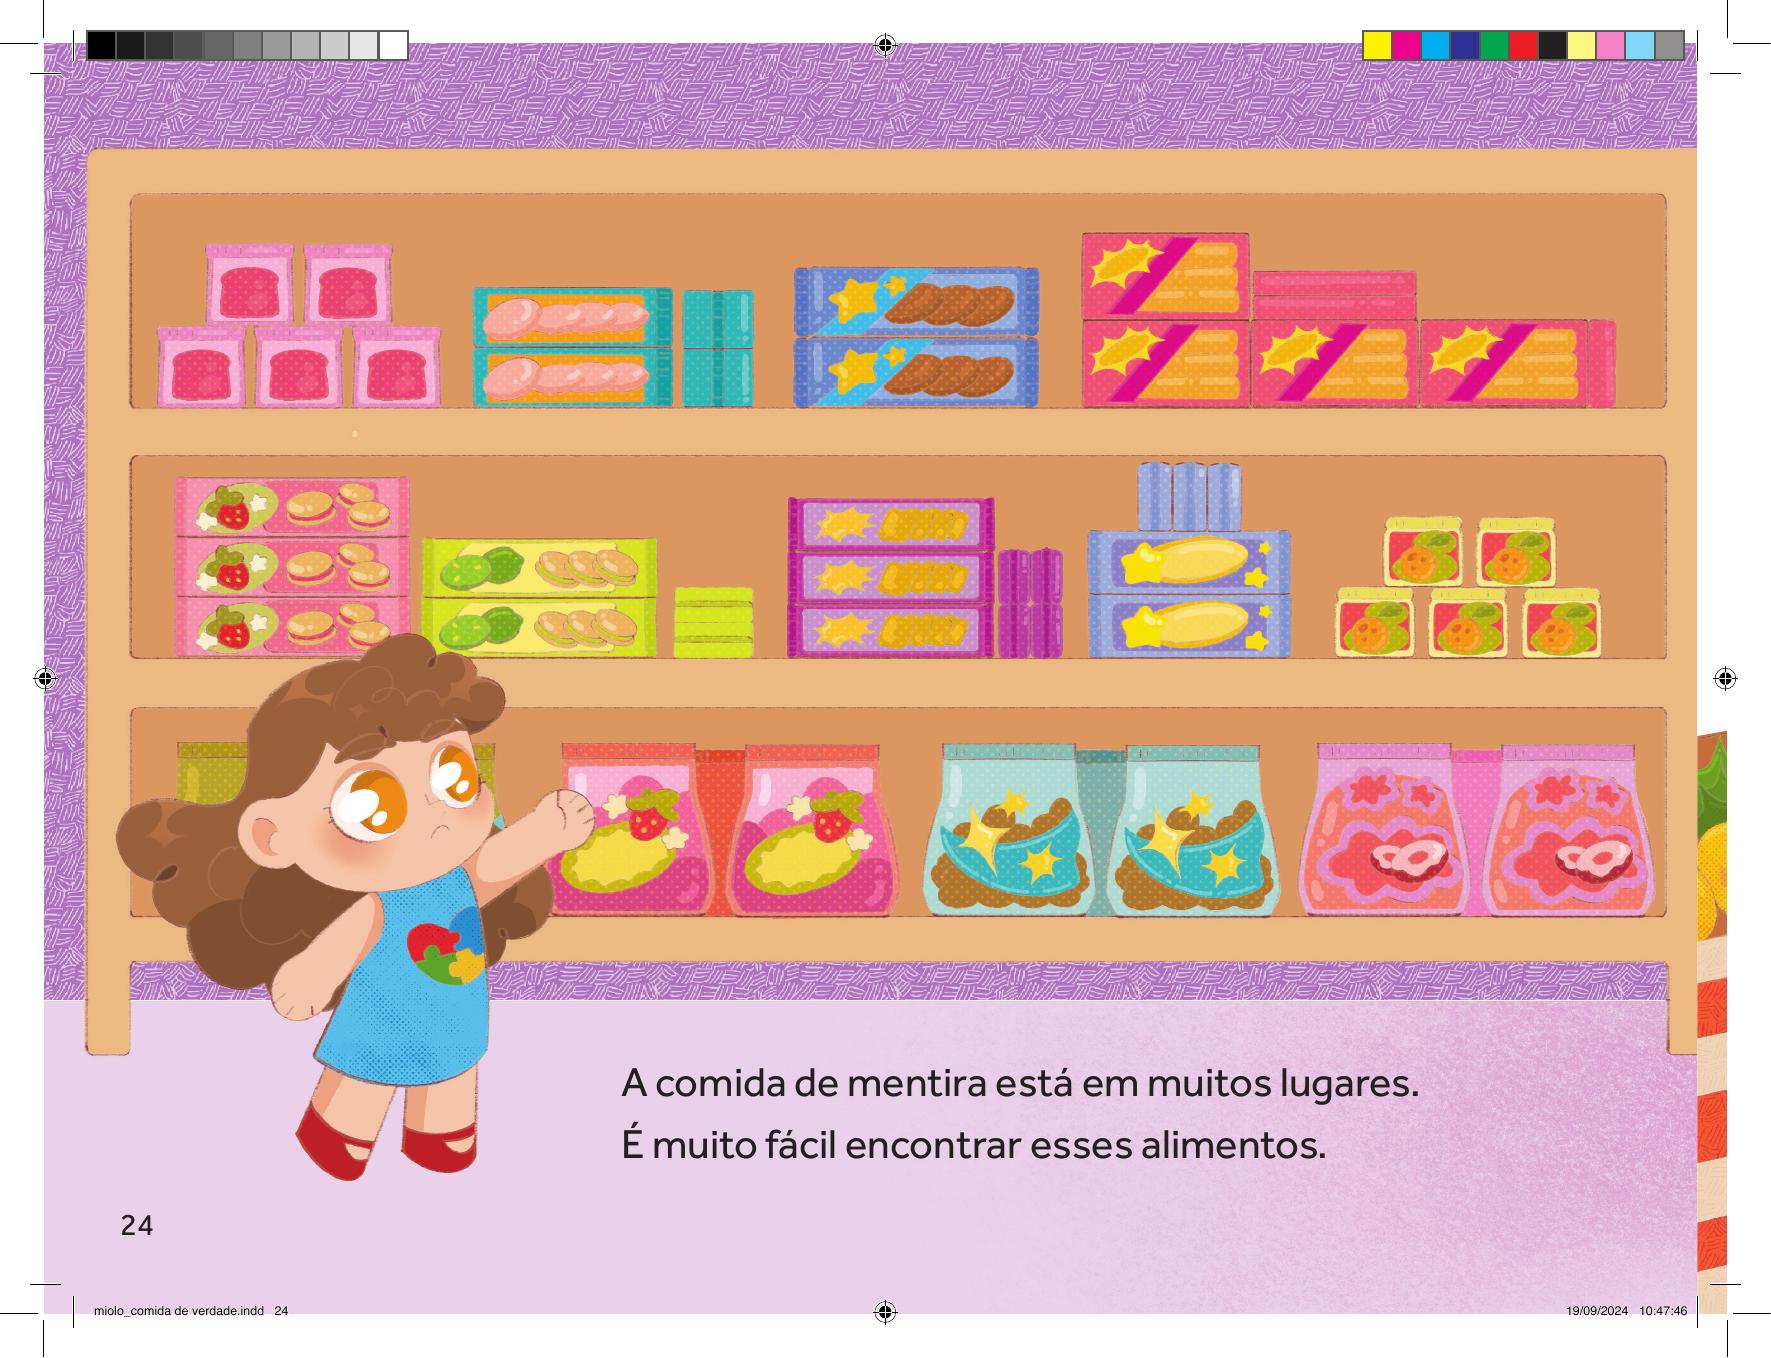 A comida de mentira está em muitos lugares.
É muito fácil encontrar esses alimentos.
24
miolo_comida de verdade.indd 24
19/09/2024 10:47:46